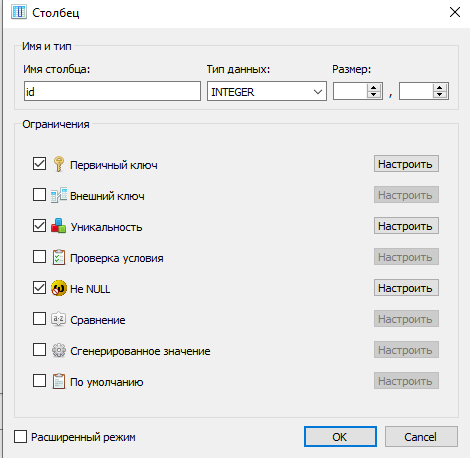 Столбец
Имя и тип
Имя столбца: Тип данных: Размер:
id INTEGER ,
Ограничения
Первичный ключ Настроить
Внешний ключ Настроить
Уникальность Настроить
Проверка условия Настроить
Не NULL Настроить
a-z Сравнение Настроить
Сгенерированное значение Настроить
По умолчанию Настроить
Расширенный режим OK Cancel